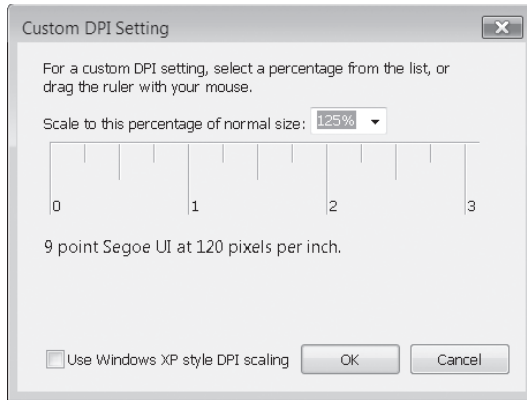 Custom DPI Setting
For a custom DPI setting, select a percentage from the list, or
drag the ruler with your mouse.
Scale to this percentage of normal size: 125%
0 1 2 3
9 point Segoe UI at 120 pixels per inch.
Use Windows XP style DPI scaling OK Cancel